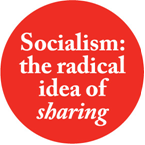 Socialism:
the radical
idea of
sharing